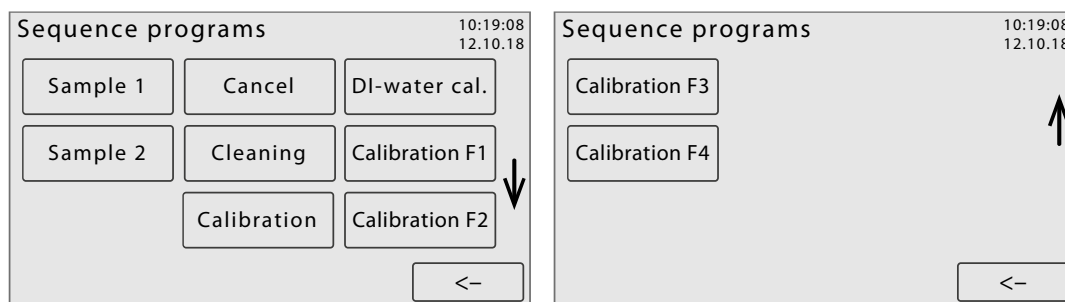 Sequence programs
10:19:08
12.10.18
Sample 1
Cancel
DI-water cal.
Sample 2
Cleaning
Calibration F1
Calibration
Calibration F2
<–
Sequence programs
10:19:08
12.10.18
Calibration F3
Calibration F4
<–